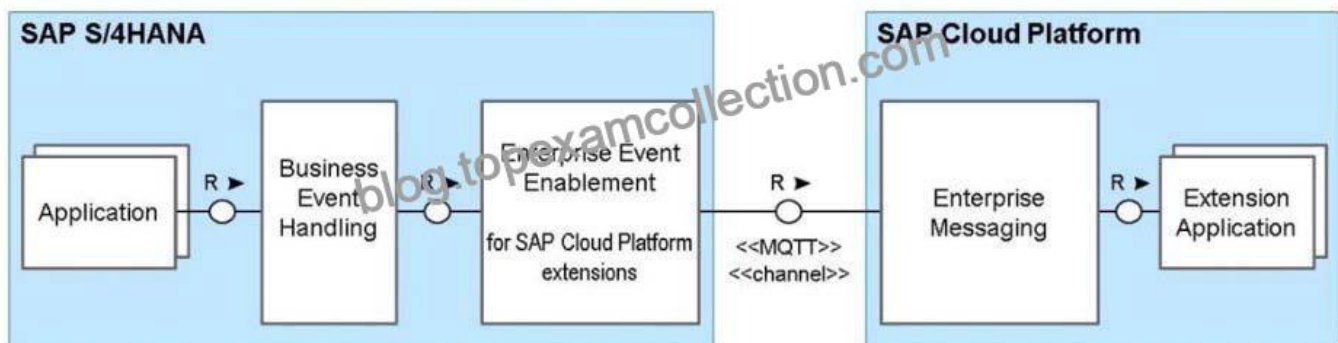 SAP S/4HANA
SAP Cloud Platform
blog.topexamcollection.com
Application
R
Business
Event
Handling
R
Enterprise Event
Enablement
for SAP Cloud Platform
extensions
R
<<MQTT>>
<<channel>>
Enterprise
Messaging
R
Extension
Application